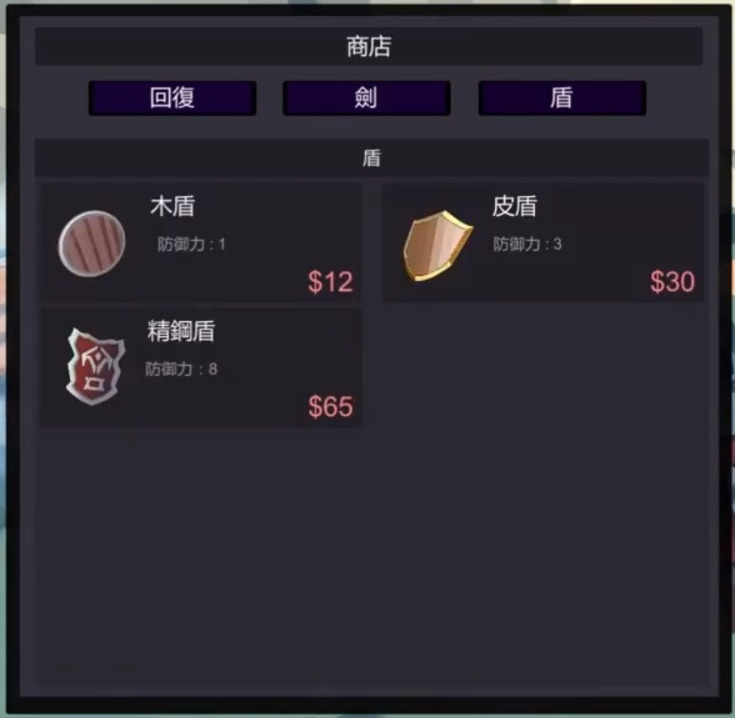 商店
回復
劍
盾
盾
木盾
防御力 : 1
$12
皮盾
防御力 : 3
$30
精鋼盾
防御力 : 8
$65